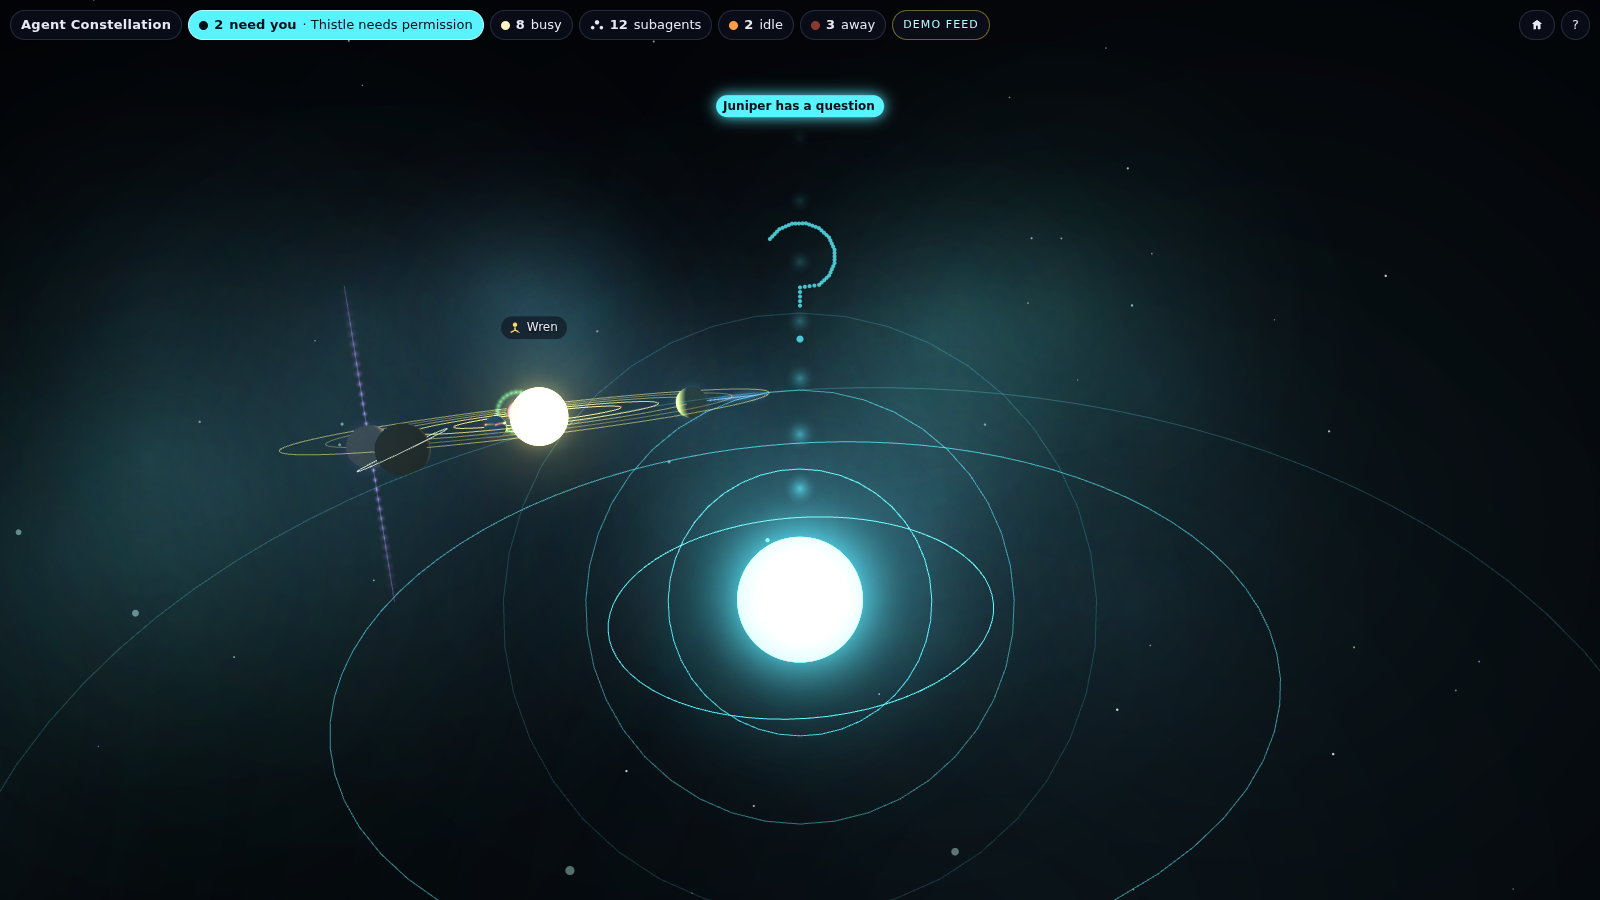 Agent Constellation
2 need you · Thistle needs permission
8 busy
12 subagents
2 idle
3 away
DEMO FEED
?
Juniper has a question
Wren